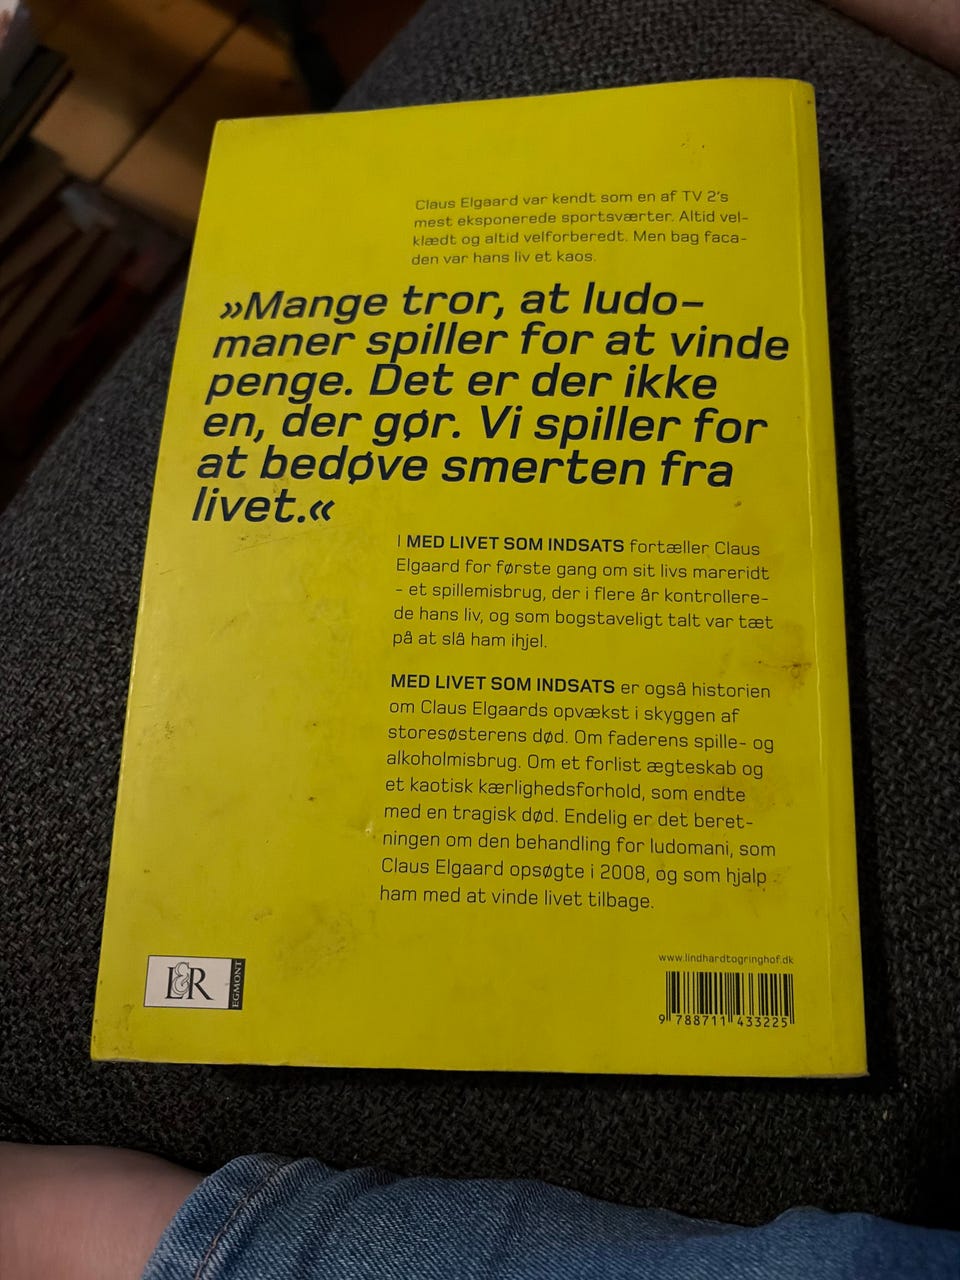 Claus Elgaard var kendt som en af TV 2's
mest eksponerede sportsværter. Altid vel-
klædt og altid velforberedt. Men bag faca-
den var hans liv et kaos.
»Mange tror, at ludo-
maner spiller for at vinde
penge. Det er der ikke
en, der gør. Vi spiller for
at bedøve smerten fra
livet.«
I MED LIVET SOM INDSATS fortæller Claus
Elgaard for første gang om sit livs mareridt
- et spillemisbrug, der i flere år kontrollere-
de hans liv, og som bogstaveligt talt var tæt
på at slå ham ihjel.
MED LIVET SOM INDSATS er også historien
om Claus Elgaards opvækst i skyggen af
storesøsterens død. Om faderens spille- og
alkoholmisbrug. Om et forlist ægteskab og
et kaotisk kærlighedsforhold, som endte
med en tragisk død. Endelig er det beret-
ningen om den behandling for ludomani, som
Claus Elgaard opsøgte i 2008, og som hjalp
ham med at vinde livet tilbage.
L&R
EGMONT
www.lindhardtogringhof.dk
9 788711 433225